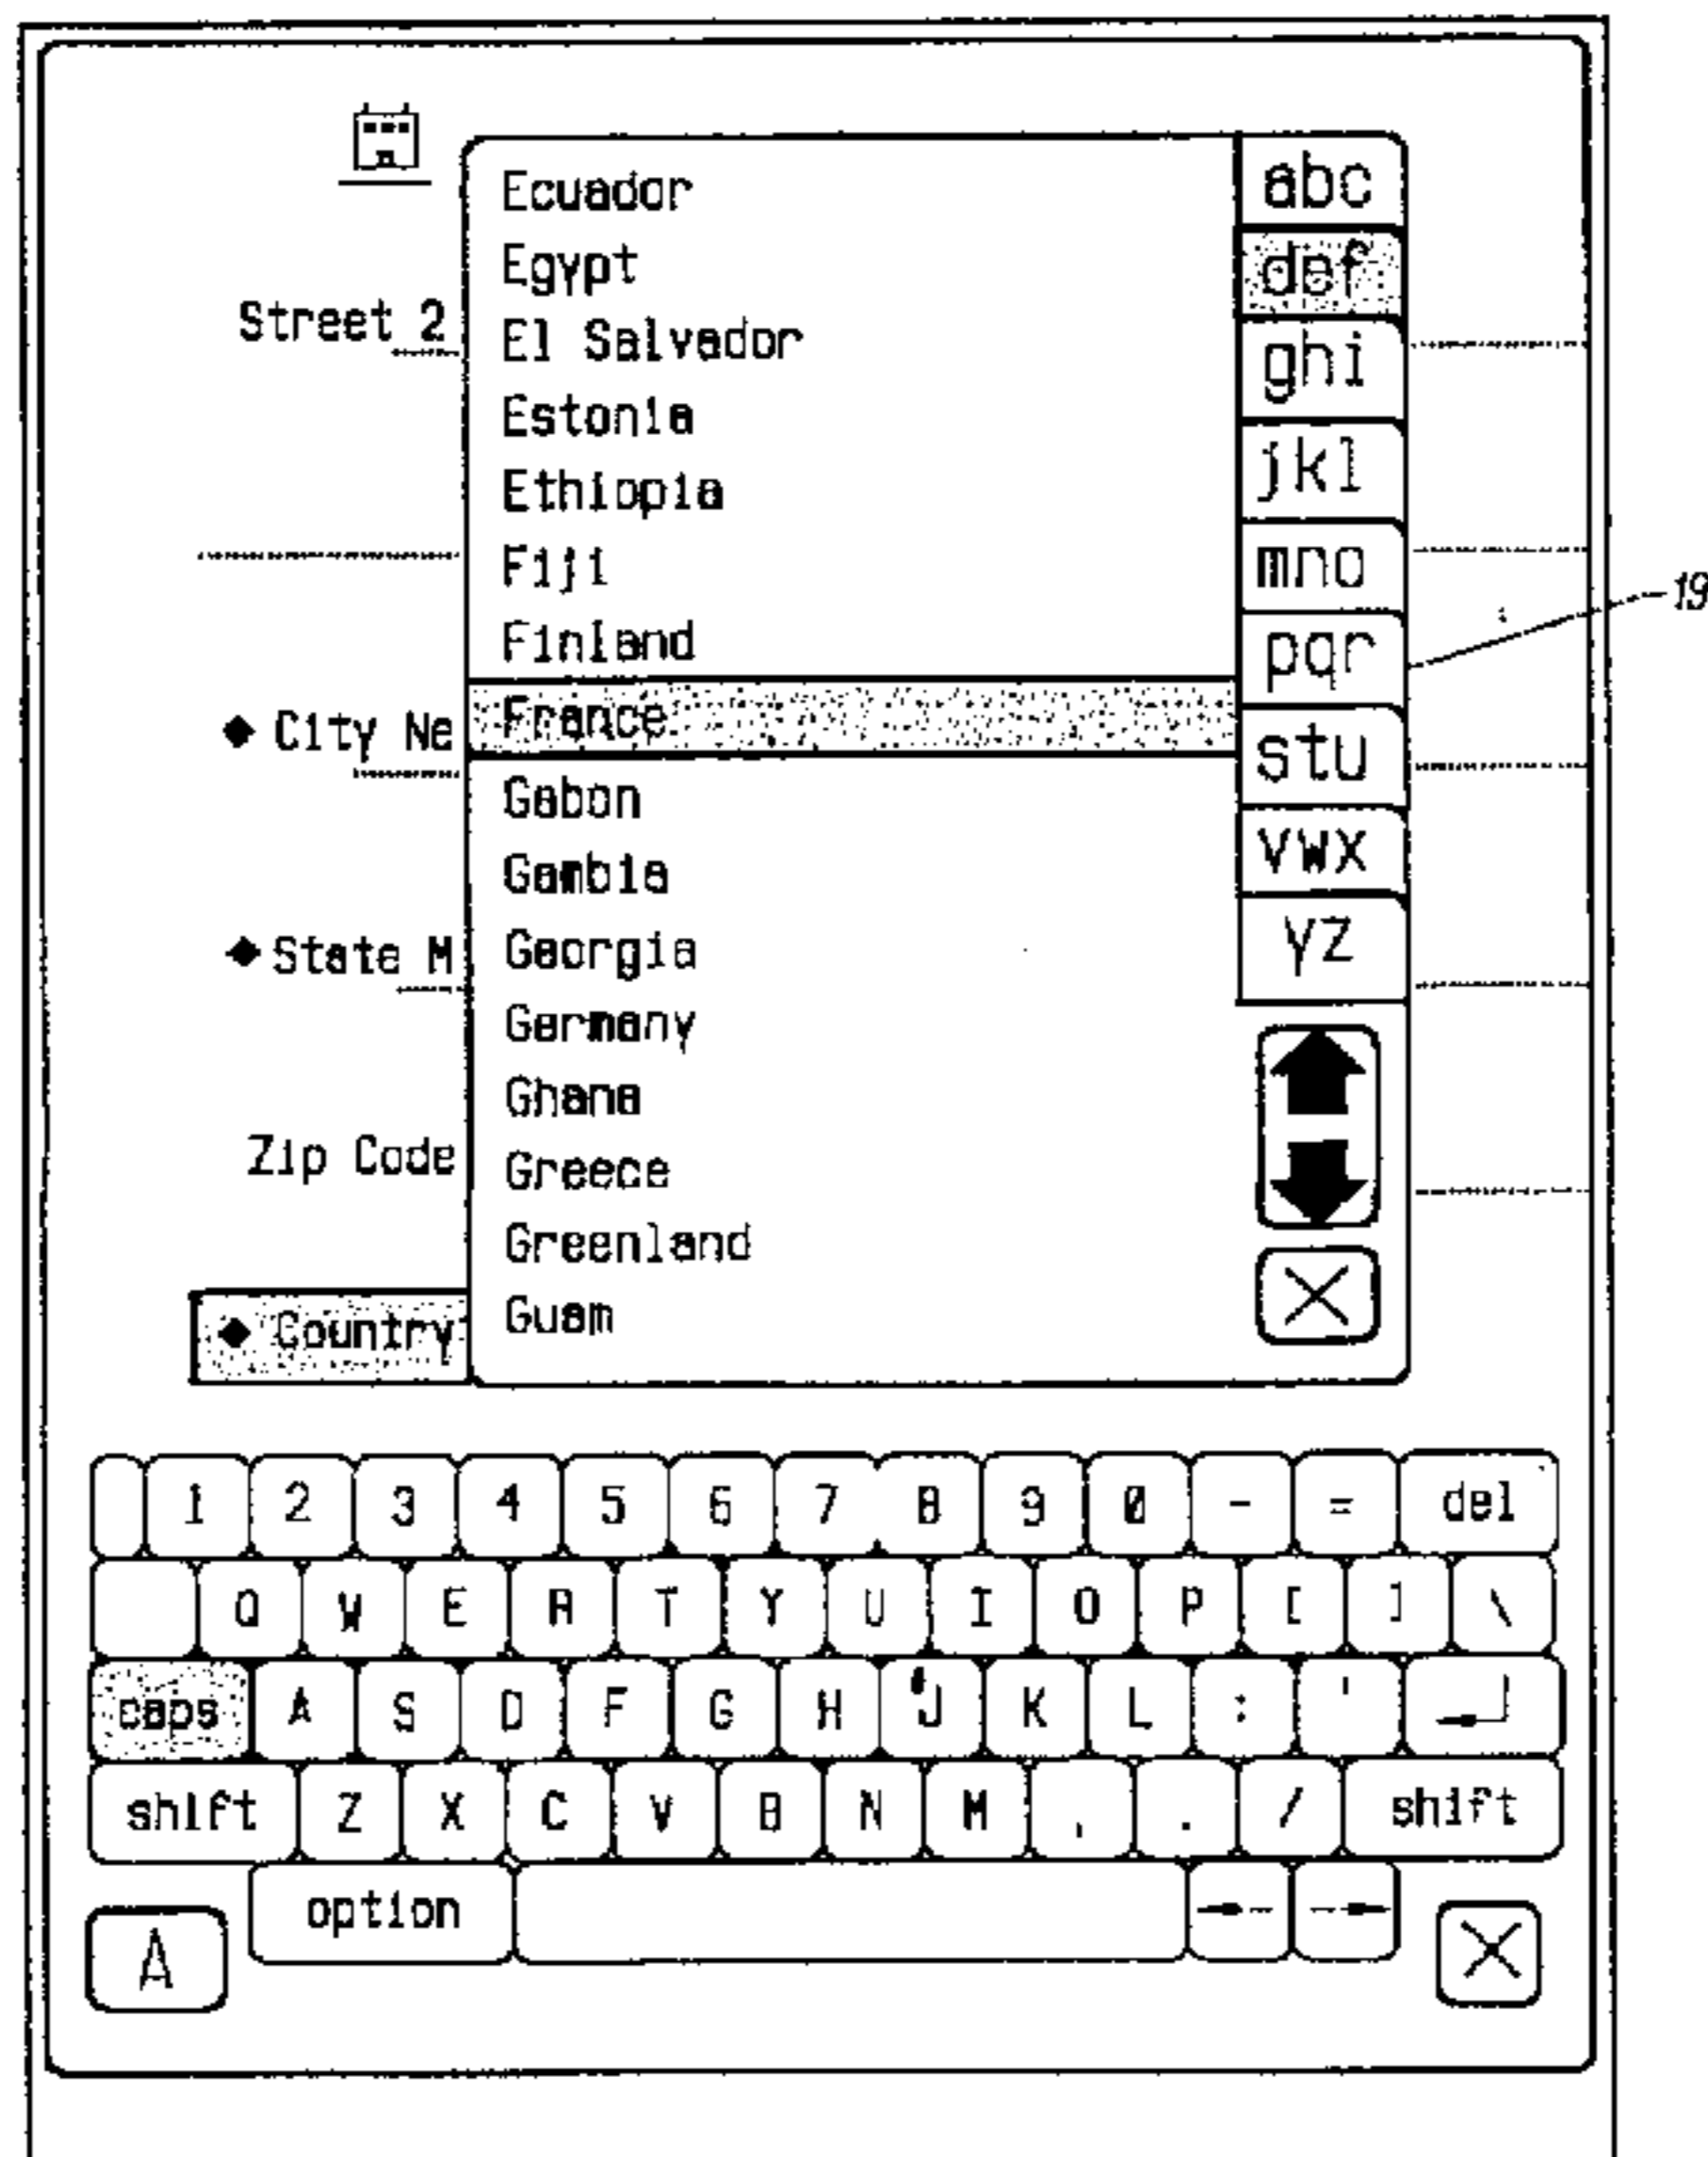 Ecuador
Egypt
El Salvador
Estonia
Ethiopia
Fiji
Finland
France
Gabon
Gambia
Georgia
Germany
Ghana
Greece
Greenland
Guam
abc
def
ghi
jkl
mno
pqr
stu
vwx
yz
19
Street 2
City Na
State M
Zip Code
Country
1 2 3 4 5 6 7 8 9 0 - = del
Q W E R T Y U I O P [ ] \
caps A S D F G H J K L : '
shift Z X C V B N M , . / shift
option
A